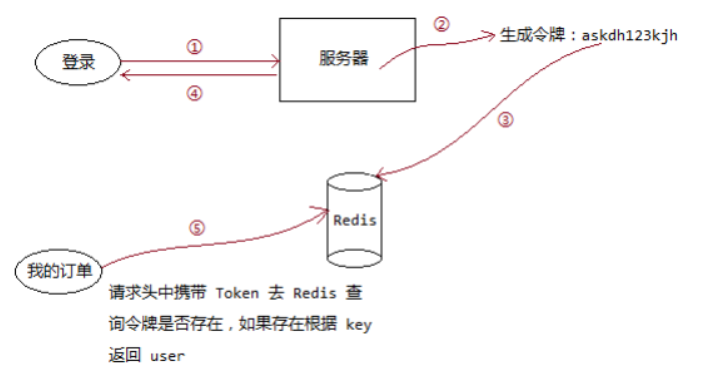 ②
生成令牌：askdh123kjh
①
服务器
登录
④
③
Redis
⑤
我的订单
请求头中携带 Token 去 Redis 查
询令牌是否存在，如果存在根据 key
返回 user